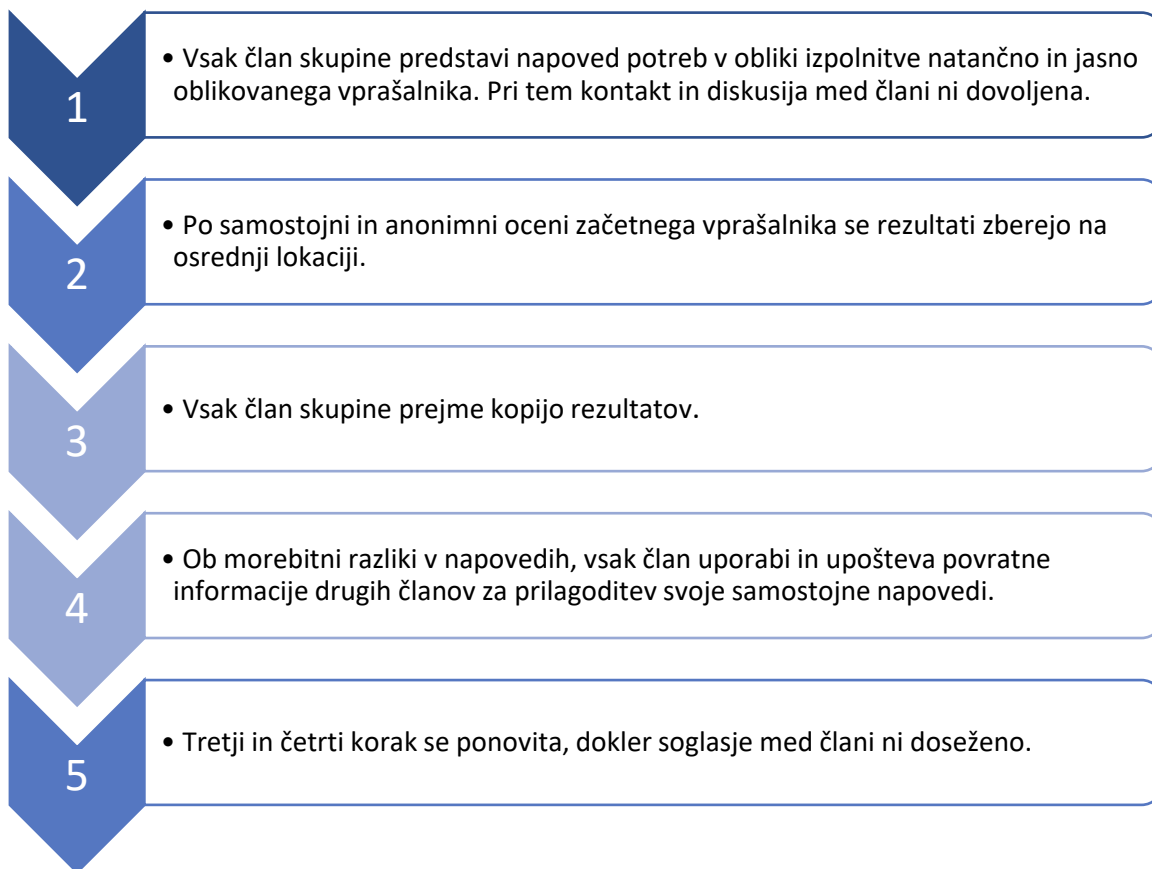 1
• Vsak član skupine predstavi napoved potreb v obliki izpolnitve natančno in jasno
oblikovanega vprašalnika. Pri tem kontakt in diskusija med člani ni dovoljena.
2
• Po samostojni in anonimni oceni začetnega vprašalnika se rezultati zberejo na
osrednji lokaciji.
3
• Vsak član skupine prejme kopijo rezultatov.
4
• Ob morebitni razliki v napovedih, vsak član uporabi in upošteva povratne
informacije drugih članov za prilagoditev svoje samostojne napovedi.
5
• Tretji in četrti korak se ponovita, dokler soglasje med člani ni doseženo.